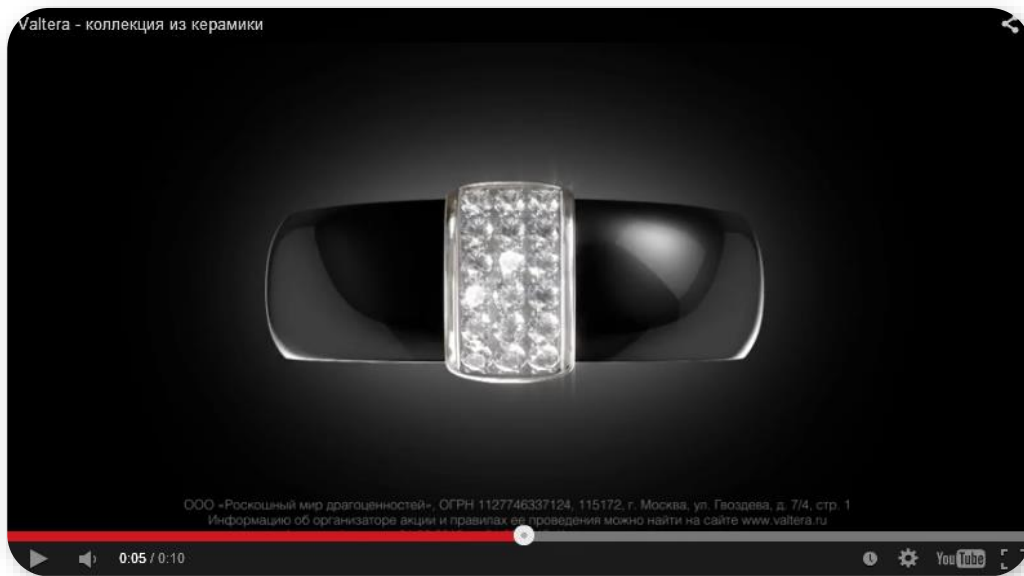 Valtera - коллекция из керамики
ООО «Роскошный мир драгоценностей», ОГРН 1127746337124, 115172, г. Москва, ул. Гвоздева, д. 7/4, стр. 1
Информацию об организаторе акции и правилах ее проведения можно найти на сайте www.valtera.ru
0:05 / 0:10
YouTube